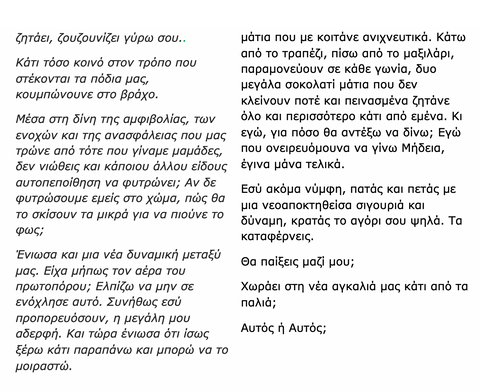 ζητάει, ζουζουνίζει γύρω σου..
Κάτι τόσο κοινό στον τρόπο που
στέκονται τα πόδια μας,
κουμπώνουνε στο βράχο.
Μέσα στη δίνη της αμφιβολίας, των
ενοχών και της ανασφάλειας που μας
τρώνε από τότε που γίναμε μαμάδες,
δεν νιώθεις και κάποιου άλλου είδους
αυτοπεποίθηση να φυτρώνει; Αν δε
φυτρώσουμε εμείς στο χώμα, πώς θα
το σκίσουν τα μικρά για να πιούνε το
φως;
Ένιωσα και μια νέα δυναμική μεταξύ
μας. Είχα μήπως τον αέρα του
πρωτοπόρου; Ελπίζω να μην σε
ενόχλησε αυτό. Συνήθως εσύ
προπορευόσουν, η μεγάλη μου
αδερφή. Και τώρα ένιωσα ότι ίσως
ξέρω κάτι παραπάνω και μπορώ να το
μοιραστώ.
μάτια που με κοιτάνε ανιχνευτικά. Κάτω
από το τραπέζι, πίσω από το μαξιλάρι,
παραμονεύουν σε κάθε γωνία, δυο
μεγάλα σοκολατί μάτια που δεν
κλείνουν ποτέ και πεινασμένα ζητάνε
όλο και περισσότερο κάτι από εμένα. Κι
εγώ, για πόσο θα αντέξω να δίνω; Εγώ
που ονειρευόμουνα να γίνω Μήδεια,
έγινα μάνα τελικά.
Εσύ ακόμα νύμφη, πατάς και πετάς με
μια νεοαποκτηθείσα σιγουριά και
δύναμη, κρατάς το αγόρι σου ψηλά. Τα
καταφέρνεις.
Θα παίξεις μαζί μου;
Χωράει στη νέα αγκαλιά μας κάτι από τα
παλιά;
Αυτός ή Αυτός;